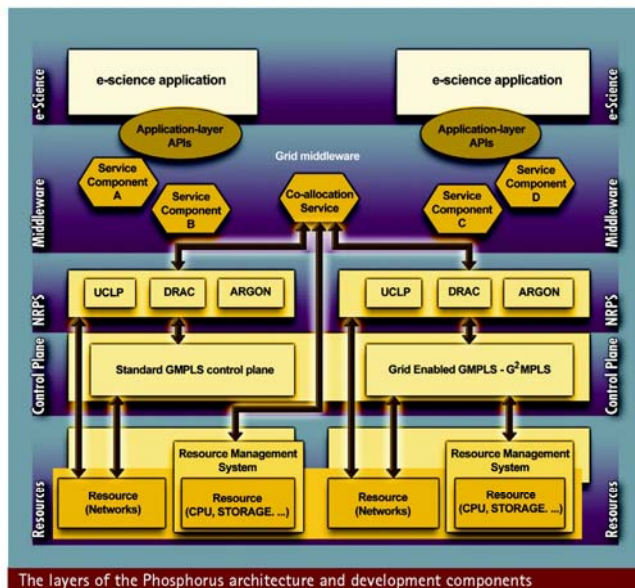 e-Science
e-science application
e-science application
e-Science
Application-layer
APIs
Application-layer
APIs
Middleware
Grid middleware
Service
Component
A
Service
Component
B
Co-allocation
Service
Service
Component
C
Service
Component
D
Middleware
NRPS
UCLP
DRAC
ARGON
UCLP
DRAC
ARGON
NRPS
Control Plane
Standard GMPLS control plane
Grid Enabled GMPLS - G²MPLS
Control Plane
Resources
Resource Management
System
Resource
(Networks)
Resource
(CPU, STORAGE. ...)
Resource Management
System
Resource
(Networks)
Resource
(CPU, STORAGE. ...)
Resources
The layers of the Phosphorus architecture and development components